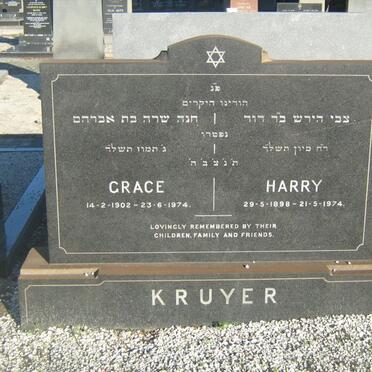 פנ
הורינו היקרים
צבי הירש ב״ר דוד | חנה שרה בת אברהם
נפטרו
ר״ח סיון תשל״ד | ג׳ תמוז תשל״ד
ת׳ נ׳ צ׳ ב׳ ה׳
GRACE HARRY
14-2-1902 - 23-6-1974. 29-5-1898 - 21-5-1974.
LOVINGLY REMEMBERED BY THEIR
CHILDREN, FAMILY AND FRIENDS.
KRUYER